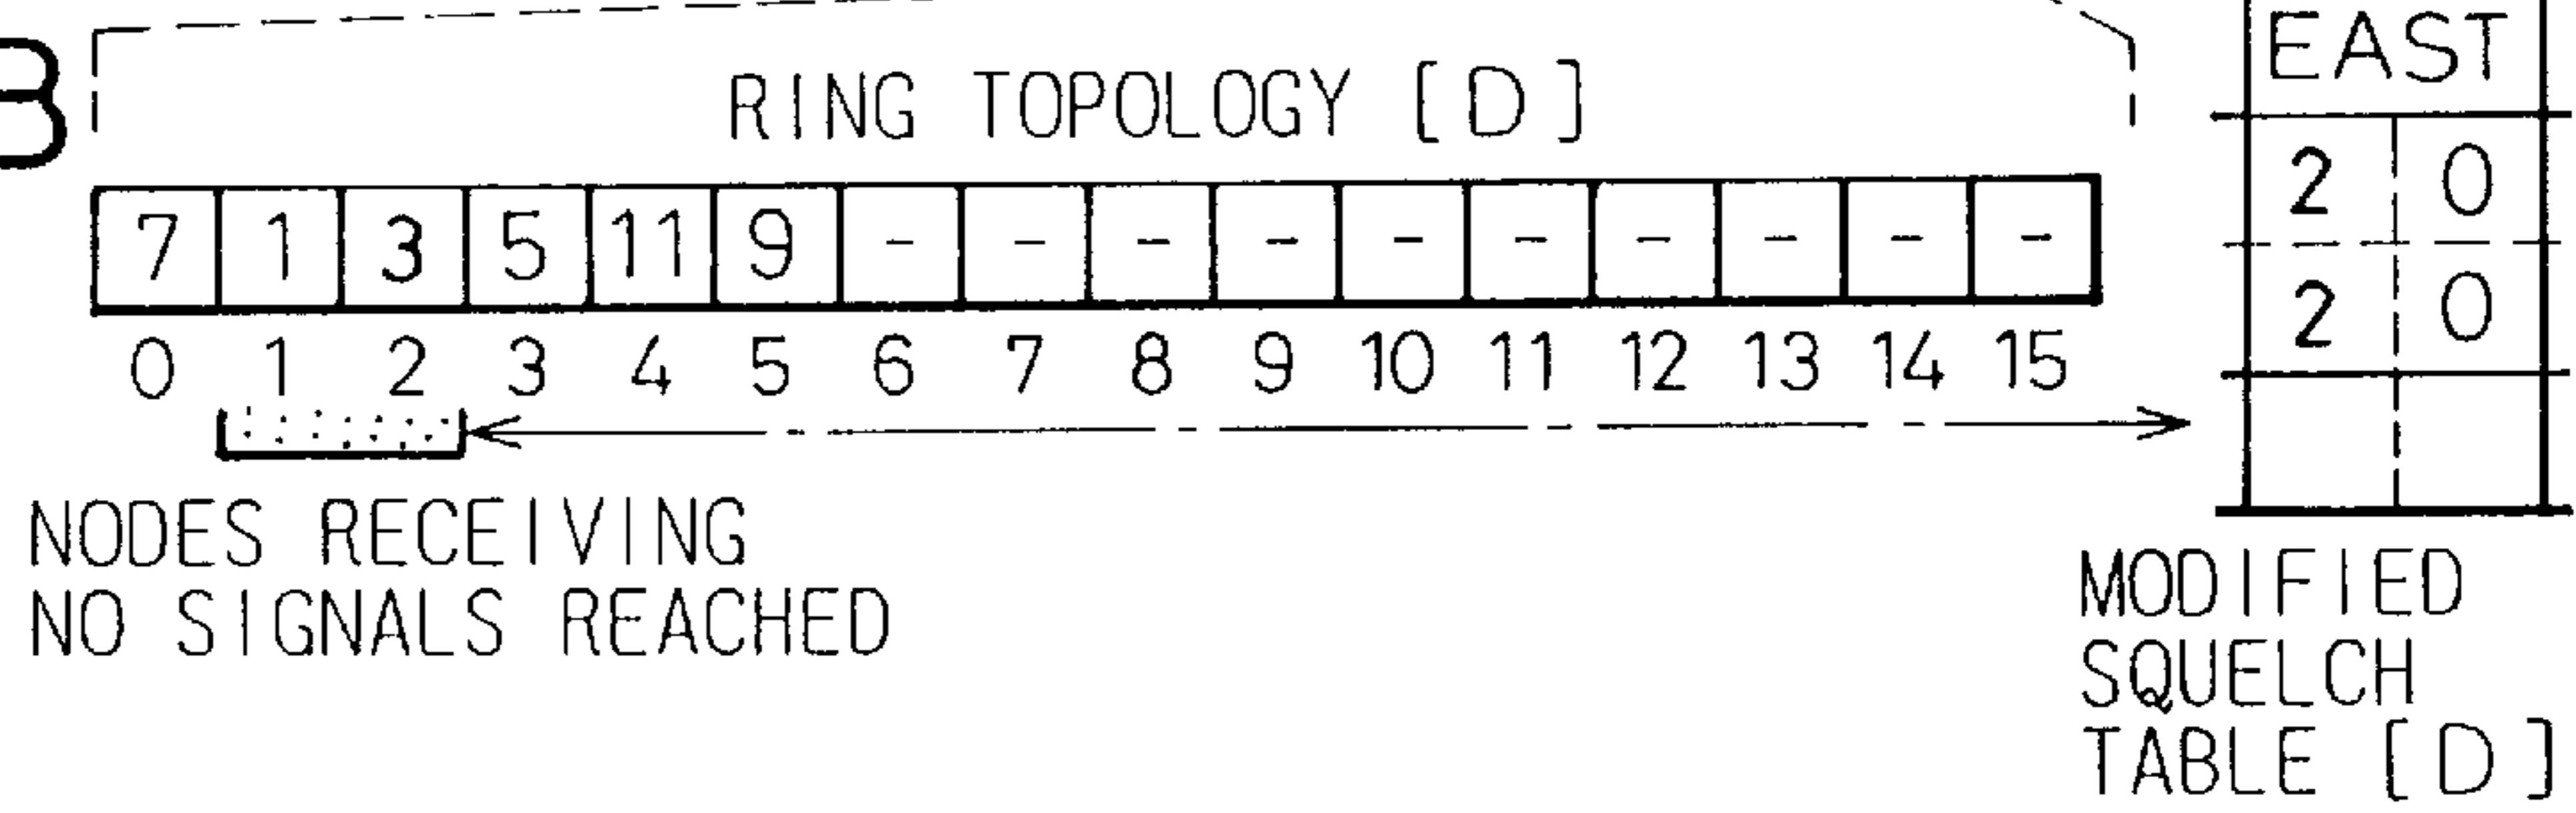 B
RING TOPOLOGY [D]
7 1 3 5 11 9 - - - - - - - - - -
0 1 2 3 4 5 6 7 8 9 10 11 12 13 14 15
NODES RECEIVING
NO SIGNALS REACHED
EAST
2 0
2 0
MODIFIED
SQUELCH
TABLE [D]